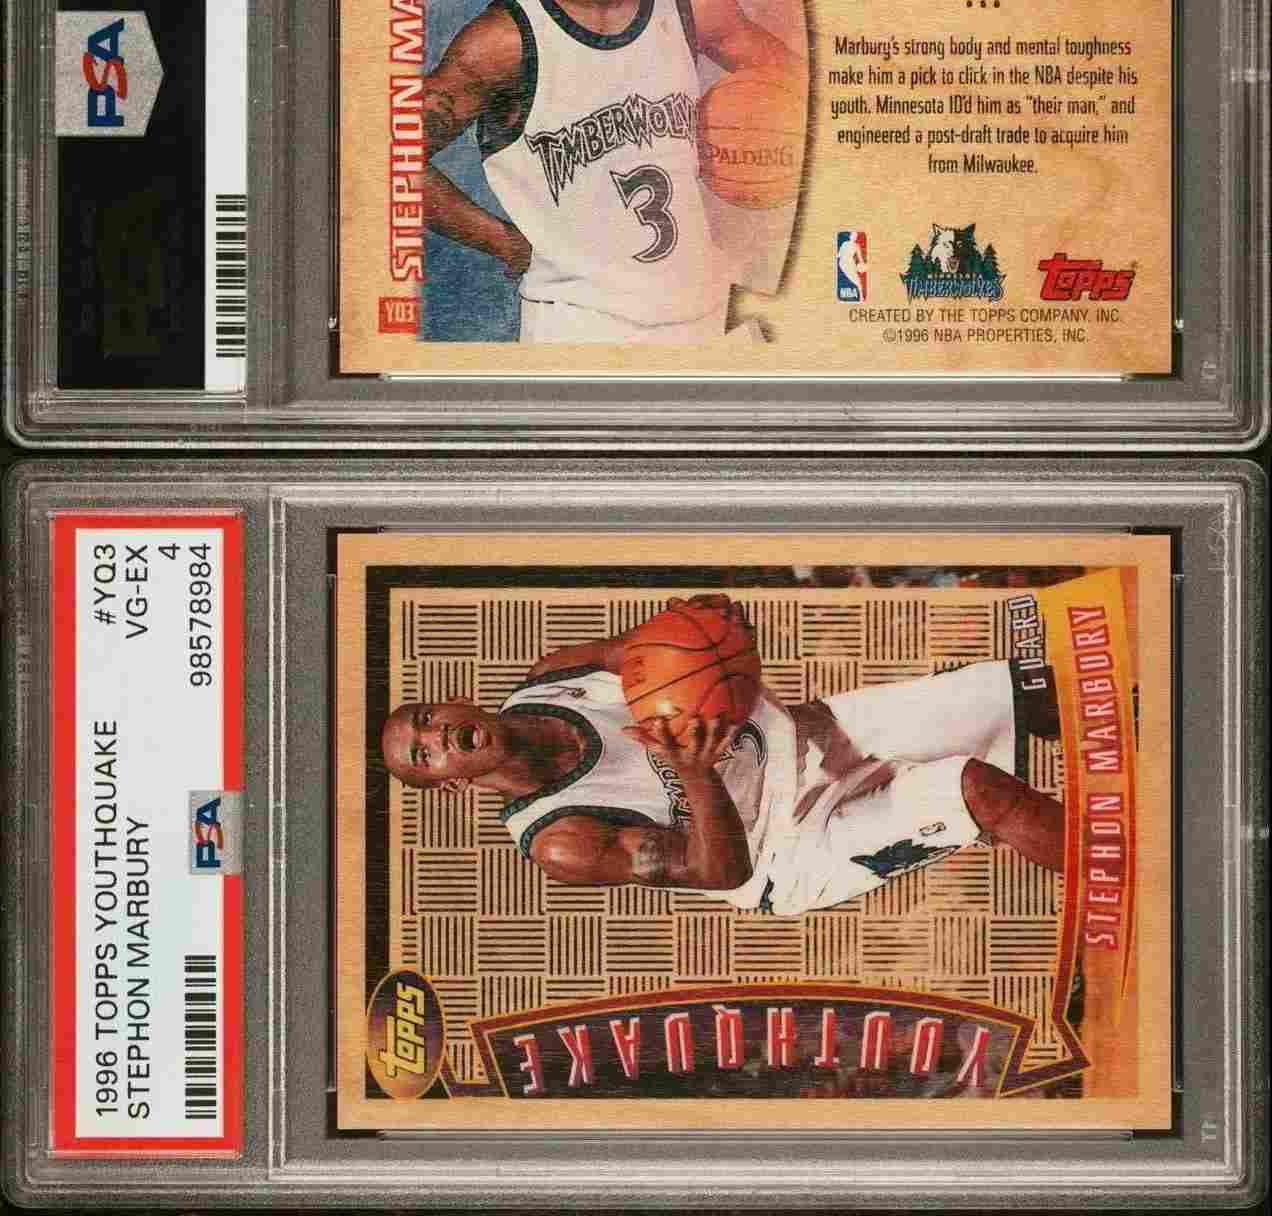 PSA
STEPHON MA
YQ3
TIMBERWOLV
3
SPALDING
Marbury's strong body and mental toughness
make him a pick to click in the NBA despite his
youth. Minnesota ID'd him as "their man," and
engineered a post-draft trade to acquire him
from Milwaukee.
NBA
TIMBERWOLVES
Topps
CREATED BY THE TOPPS COMPANY, INC.
©1996 NBA PROPERTIES, INC.
1996 TOPPS YOUTHQUAKE #YQ3
STEPHON MARBURY VG-EX
4
PSA
98578984
Topps
YOUTHQUAKE
GUARD
STEPHON MARBURY